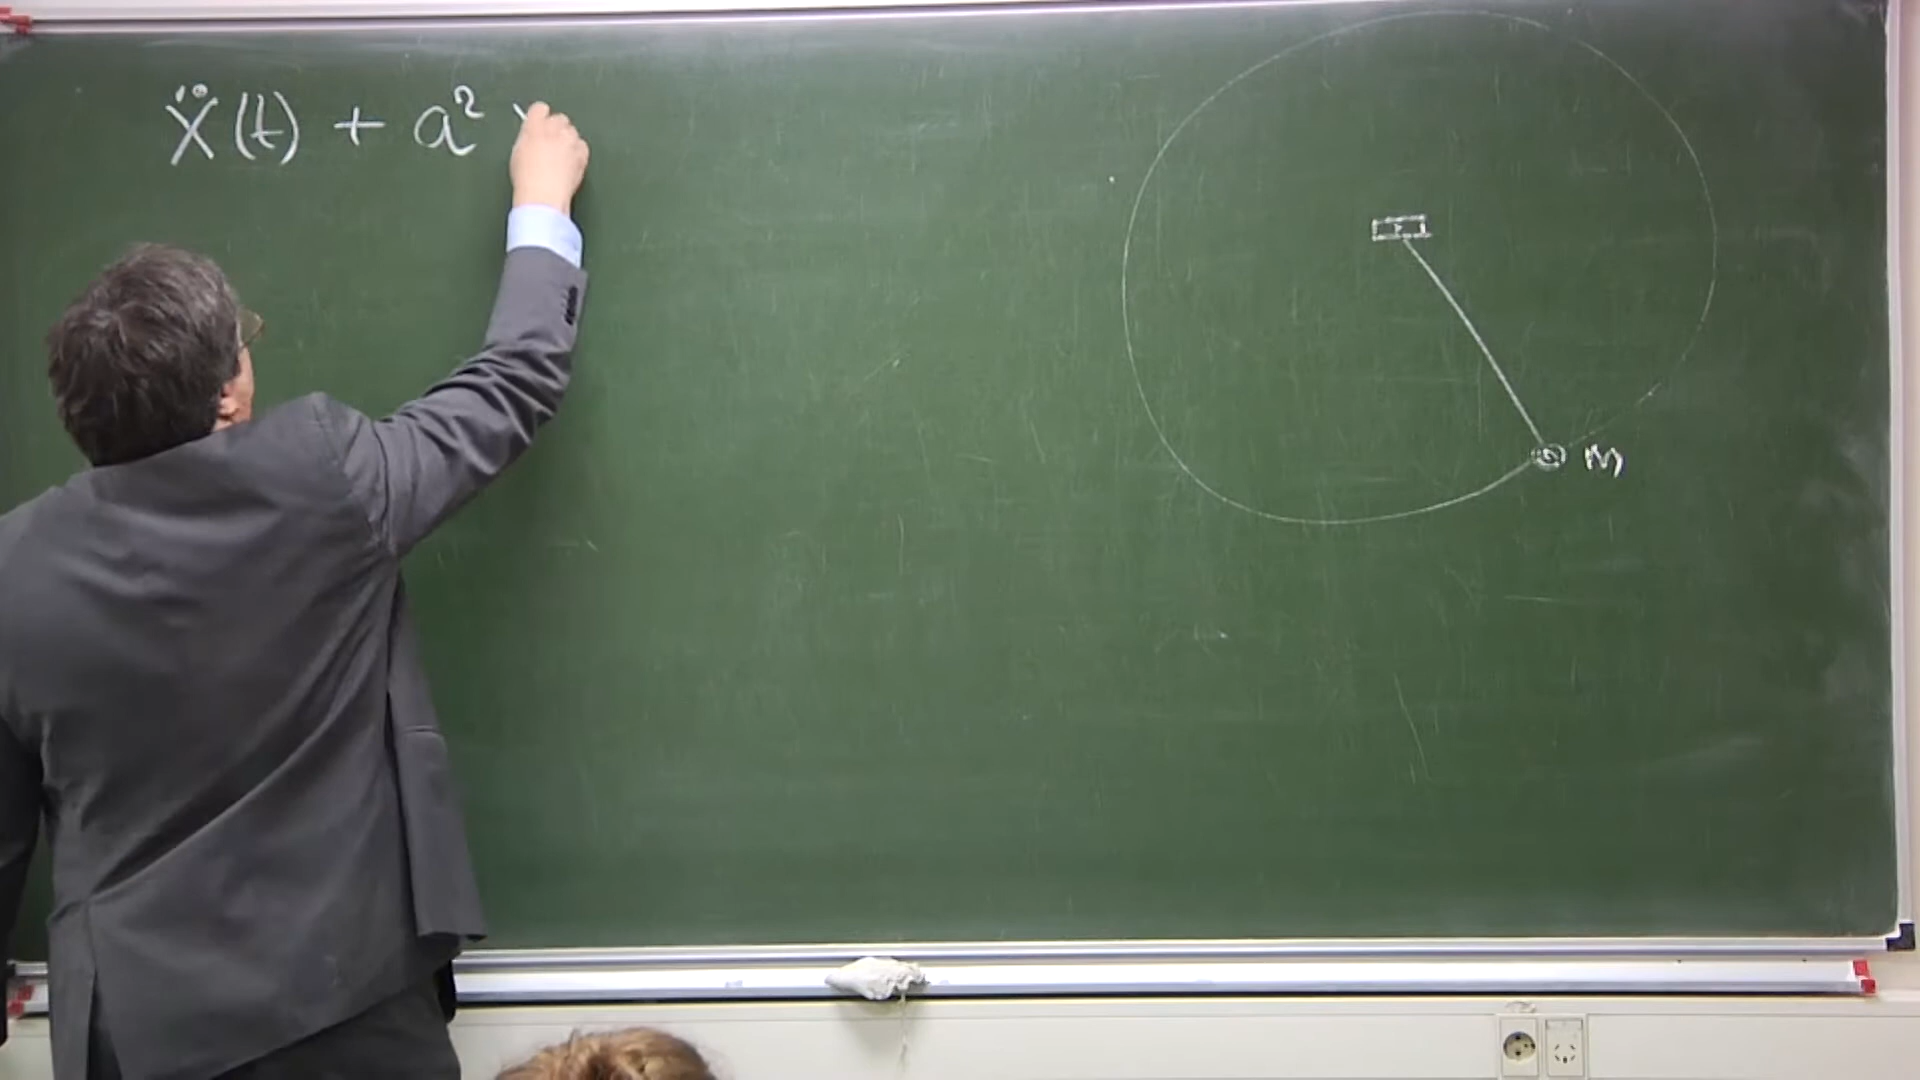 ẍ(t) + a²
m